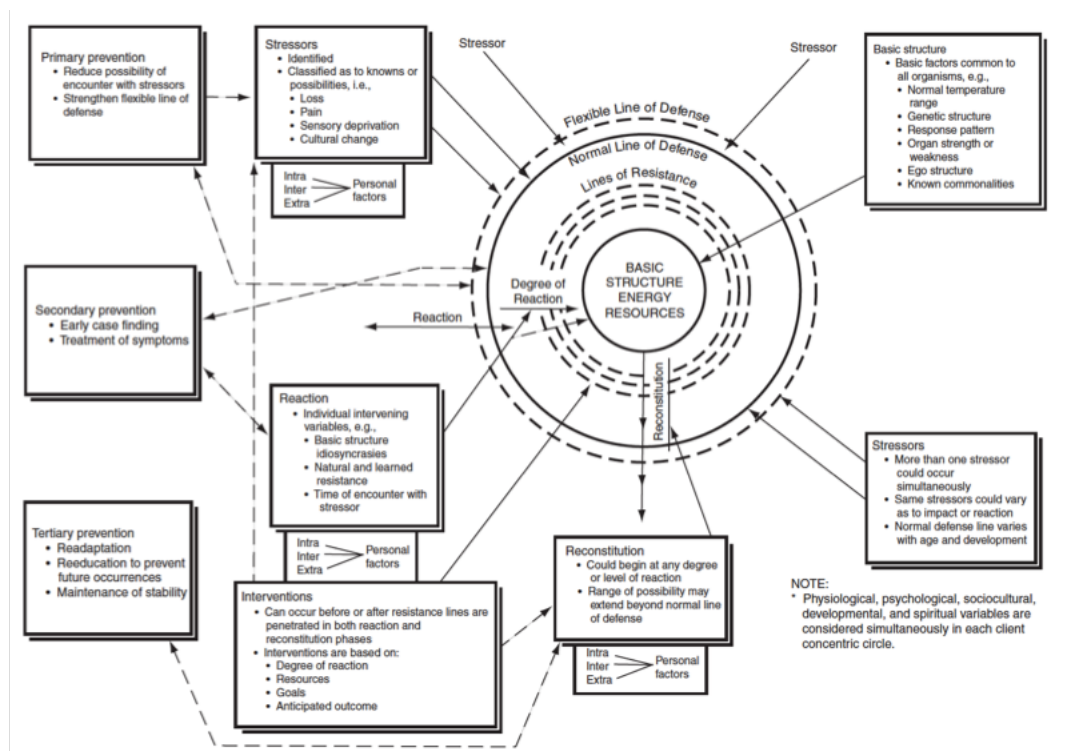 Primary prevention
• Reduce possibility of
encounter with stressors
• Strengthen flexible line of
defense
Stressors
• Identified
• Classified as to knowns or
possibilities, i.e.,
• Loss
• Pain
• Sensory deprivation
• Cultural change
Intra
Inter
Extra
Personal
factors
Stressor
Stressor
Basic structure
• Basic factors common to
all organisms, e.g.,
• Normal temperature
range
• Genetic structure
• Response pattern
• Organ strength or
weakness
• Ego structure
• Known commonalities
Flexible Line of Defense
Normal Line of Defense
Lines of Resistance
BASIC
STRUCTURE
ENERGY
RESOURCES
Degree of
Reaction
Reaction
Reconstitution
Secondary prevention
• Early case finding
• Treatment of symptoms
Reaction
• Individual intervening
variables, e.g.,
• Basic structure
idiosyncrasies
• Natural and learned
resistance
• Time of encounter with
stressor
Intra
Inter
Extra
Personal
factors
Stressors
• More than one stressor
could occur
simultaneously
• Same stressors could vary
as to impact or reaction
• Normal defense line varies
with age and development
Tertiary prevention
• Readaptation
• Reeducation to prevent
future occurrences
• Maintenance of stability
Interventions
• Can occur before or after resistance lines are
penetrated in both reaction and
reconstitution phases
• Interventions are based on:
• Degree of reaction
• Resources
• Goals
• Anticipated outcome
Reconstitution
• Could begin at any degree
or level of reaction
• Range of possibility may
extend beyond normal line
of defense
Intra
Inter
Extra
Personal
factors
NOTE:
* Physiological, psychological, sociocultural,
developmental, and spiritual variables are
considered simultaneously in each client
concentric circle.